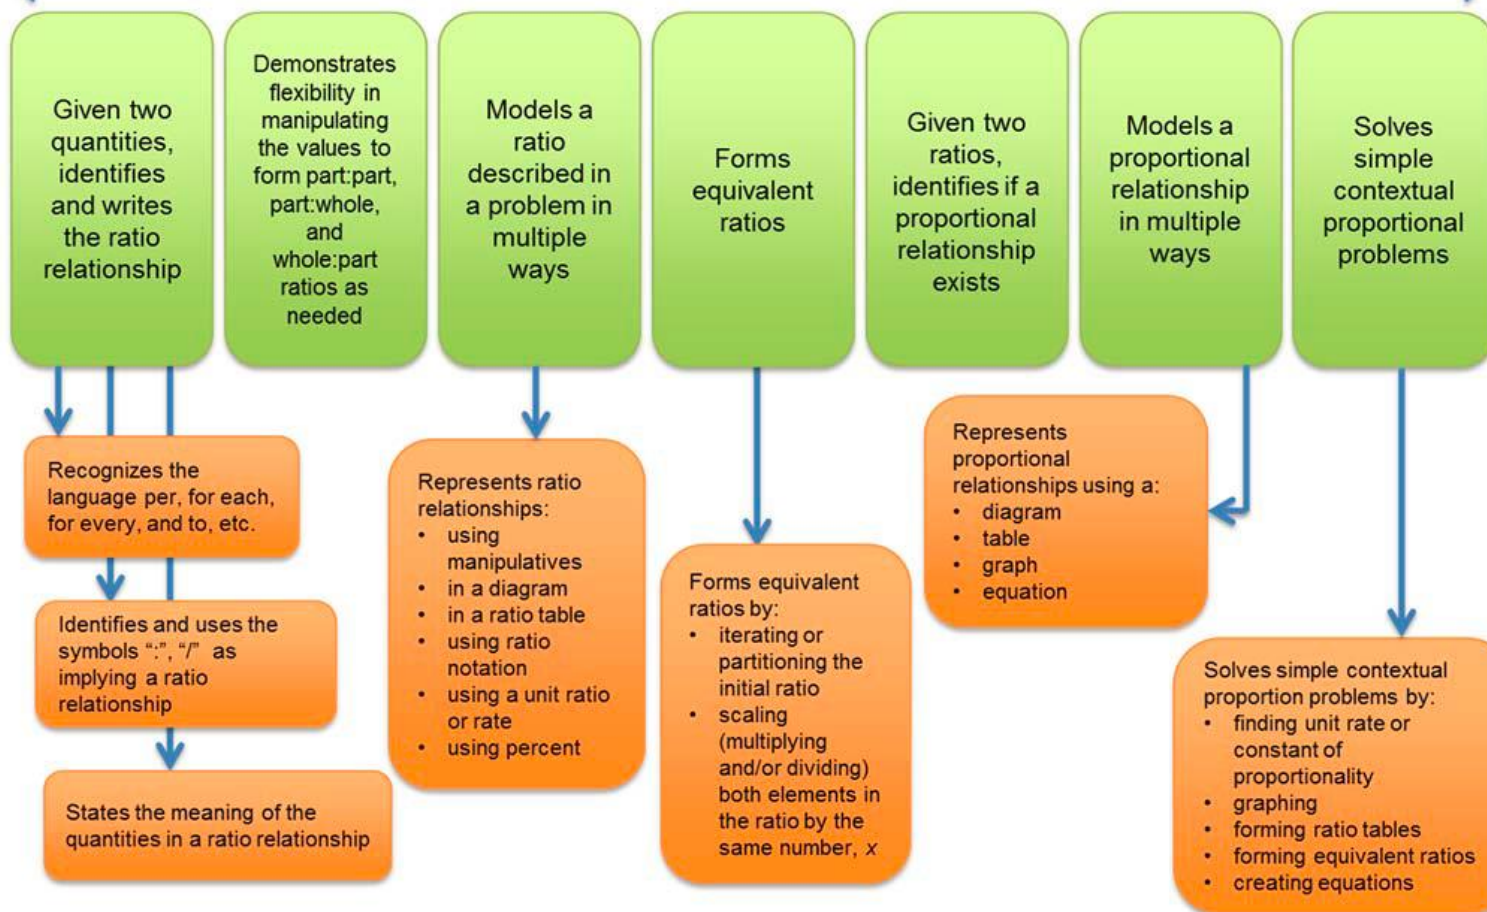 Given two
quantities,
identifies
and writes
the ratio
relationship
Demonstrates
flexibility in
manipulating
the values to
form part:part,
part:whole,
and
whole:part
ratios as
needed
Models a
ratio
described in
a problem in
multiple
ways
Forms
equivalent
ratios
Given two
ratios,
identifies if a
proportional
relationship
exists
Models a
proportional
relationship
in multiple
ways
Solves
simple
contextual
proportional
problems
Recognizes the
language per, for each,
for every, and to, etc.
Identifies and uses the
symbols “:”, “/” as
implying a ratio
relationship
States the meaning of the
quantities in a ratio relationship
Represents ratio
relationships:
• using
manipulatives
• in a diagram
• in a ratio table
• using ratio
notation
• using a unit ratio
or rate
• using percent
Forms equivalent
ratios by:
• iterating or
partitioning the
initial ratio
• scaling
(multiplying
and/or dividing)
both elements in
the ratio by the
same number, x
Represents
proportional
relationships using a:
• diagram
• table
• graph
• equation
Solves simple contextual
proportion problems by:
• finding unit rate or
constant of
proportionality
• graphing
• forming ratio tables
• forming equivalent ratios
• creating equations